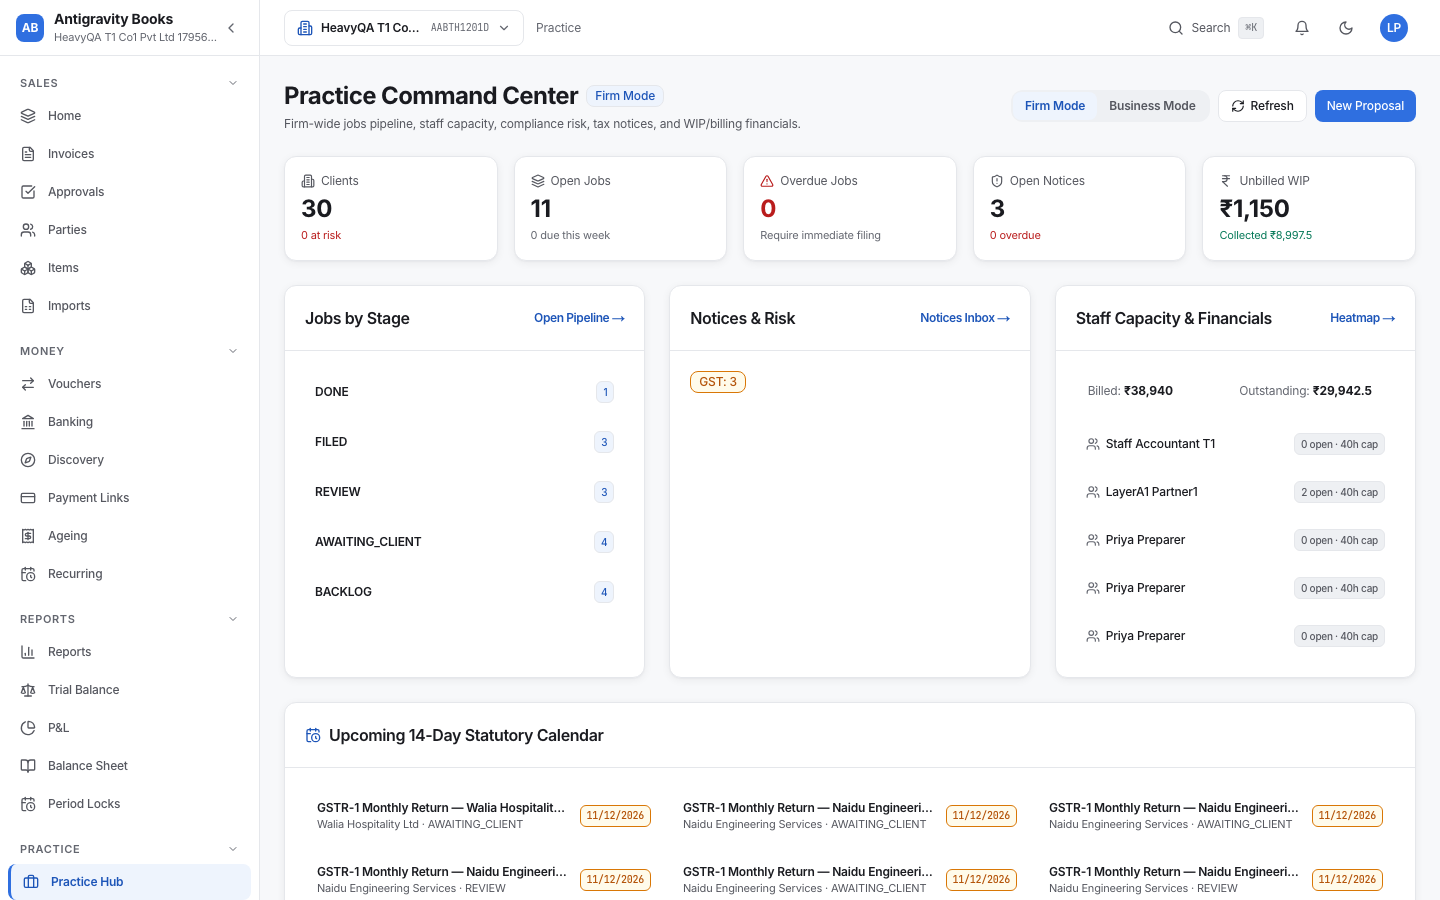 AB
Antigravity Books
HeavyQA T1 Co1 Pvt Ltd 17956...
SALES
Home
Invoices
Approvals
Parties
Items
Imports
MONEY
Vouchers
Banking
Discovery
Payment Links
Ageing
Recurring
REPORTS
Reports
Trial Balance
P&L
Balance Sheet
Period Locks
PRACTICE
Practice Hub
HeavyQA T1 Co... AABTH1201D
Practice
Search ⌘K
LP
Practice Command Center Firm Mode
Firm-wide jobs pipeline, staff capacity, compliance risk, tax notices, and WIP/billing financials.
Firm Mode Business Mode Refresh New Proposal
Clients
30
0 at risk
Open Jobs
11
0 due this week
Overdue Jobs
0
Require immediate filing
Open Notices
3
0 overdue
₹ Unbilled WIP
₹1,150
Collected ₹8,997.5
Jobs by Stage Open Pipeline →
DONE 1
FILED 3
REVIEW 3
AWAITING_CLIENT 4
BACKLOG 4
Notices & Risk Notices Inbox →
GST: 3
Staff Capacity & Financials Heatmap →
Billed: ₹38,940 Outstanding: ₹29,942.5
Staff Accountant T1 0 open · 40h cap
LayerA1 Partner1 2 open · 40h cap
Priya Preparer 0 open · 40h cap
Priya Preparer 0 open · 40h cap
Priya Preparer 0 open · 40h cap
Upcoming 14-Day Statutory Calendar
GSTR-1 Monthly Return — Walia Hospitalit... 11/12/2026
Walia Hospitality Ltd · AWAITING_CLIENT
GSTR-1 Monthly Return — Naidu Engineeri... 11/12/2026
Naidu Engineering Services · AWAITING_CLIENT
GSTR-1 Monthly Return — Naidu Engineeri... 11/12/2026
Naidu Engineering Services · AWAITING_CLIENT
GSTR-1 Monthly Return — Naidu Engineeri... 11/12/2026
Naidu Engineering Services · REVIEW
GSTR-1 Monthly Return — Naidu Engineeri... 11/12/2026
Naidu Engineering Services · AWAITING_CLIENT
GSTR-1 Monthly Return — Naidu Engineeri... 11/12/2026
Naidu Engineering Services · REVIEW